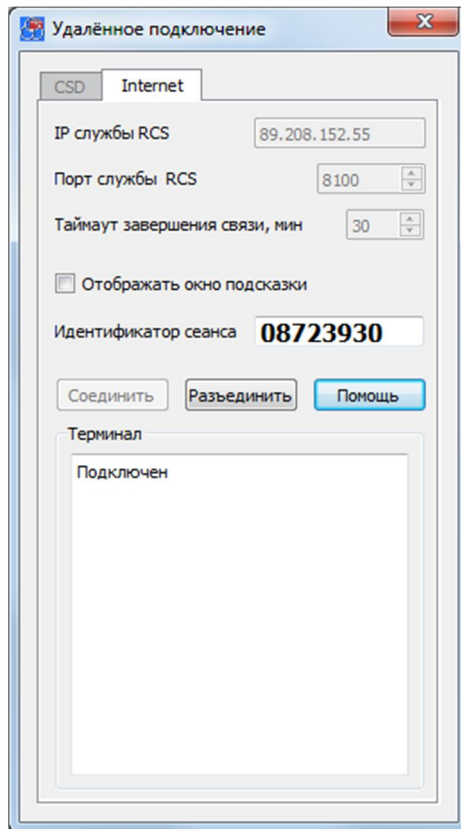 Удалённое подключение
CSD Internet
IP службы RCS 89.208.152.55
Порт службы RCS 8100
Таймаут завершения связи, мин 30
Отображать окно подсказки
Идентификатор сеанса 08723930
Соединить Разъединить Помощь
Терминал
Подключен